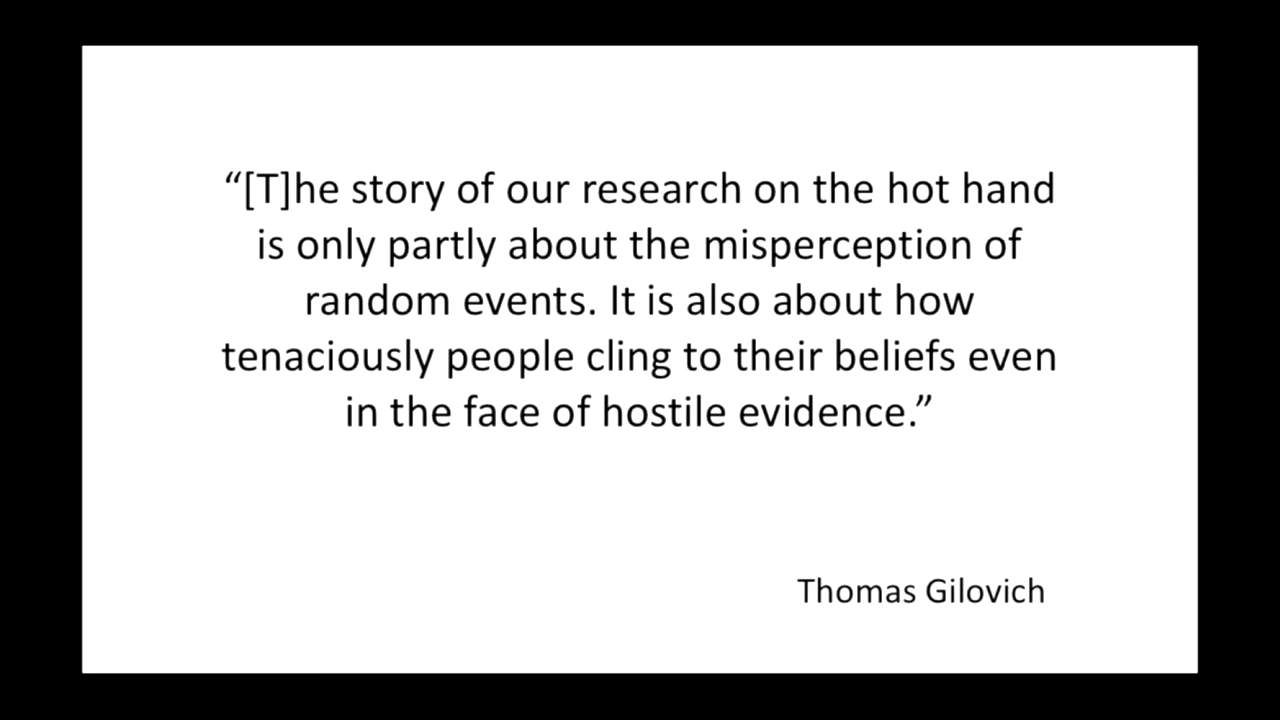 “[T]he story of our research on the hot hand
is only partly about the misperception of
random events. It is also about how
tenaciously people cling to their beliefs even
in the face of hostile evidence.”
Thomas Gilovich